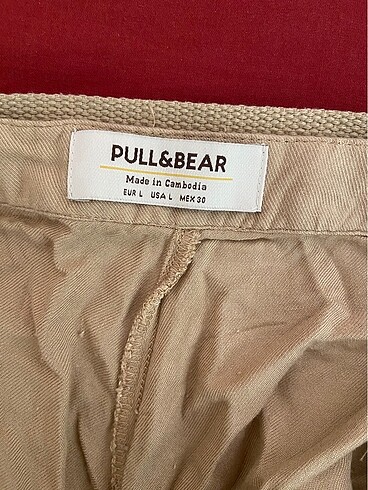 PULL&BEAR
Made in Cambodia
EUR L USA L MEX 30